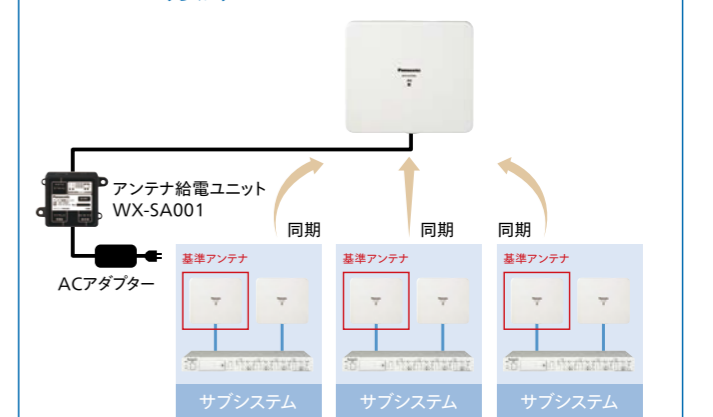 Panasonic
アンテナ給電ユニット
WX-SA001
ACアダプター
同期
同期
同期
基準アンテナ
基準アンテナ
基準アンテナ
サブシステム
サブシステム
サブシステム